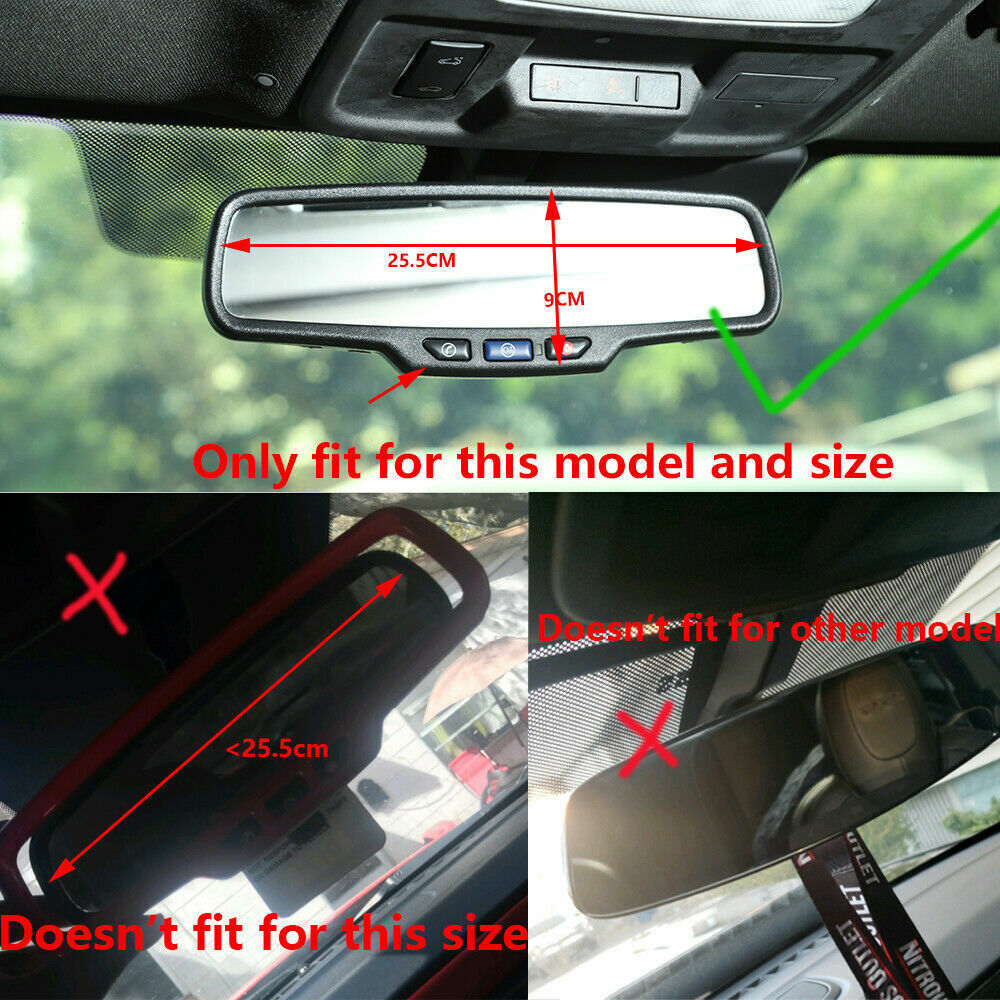 25.5CM
9CM
Only fit for this model and size
Doesn't fit for other model
<25.5cm
Doesn't fit for this size
OUTLET
OUTLET
NITRO